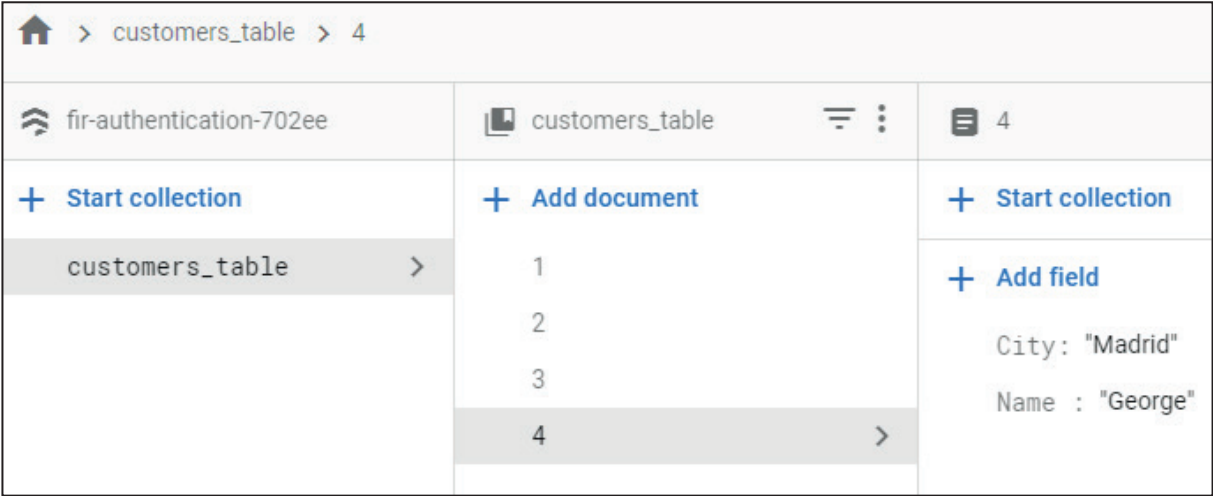 > customers_table > 4
fir-authentication-702ee
customers_table
4
+ Start collection
+ Add document
+ Start collection
customers_table >
1
2
3
4 >
+ Add field
City: "Madrid"
Name : "George"